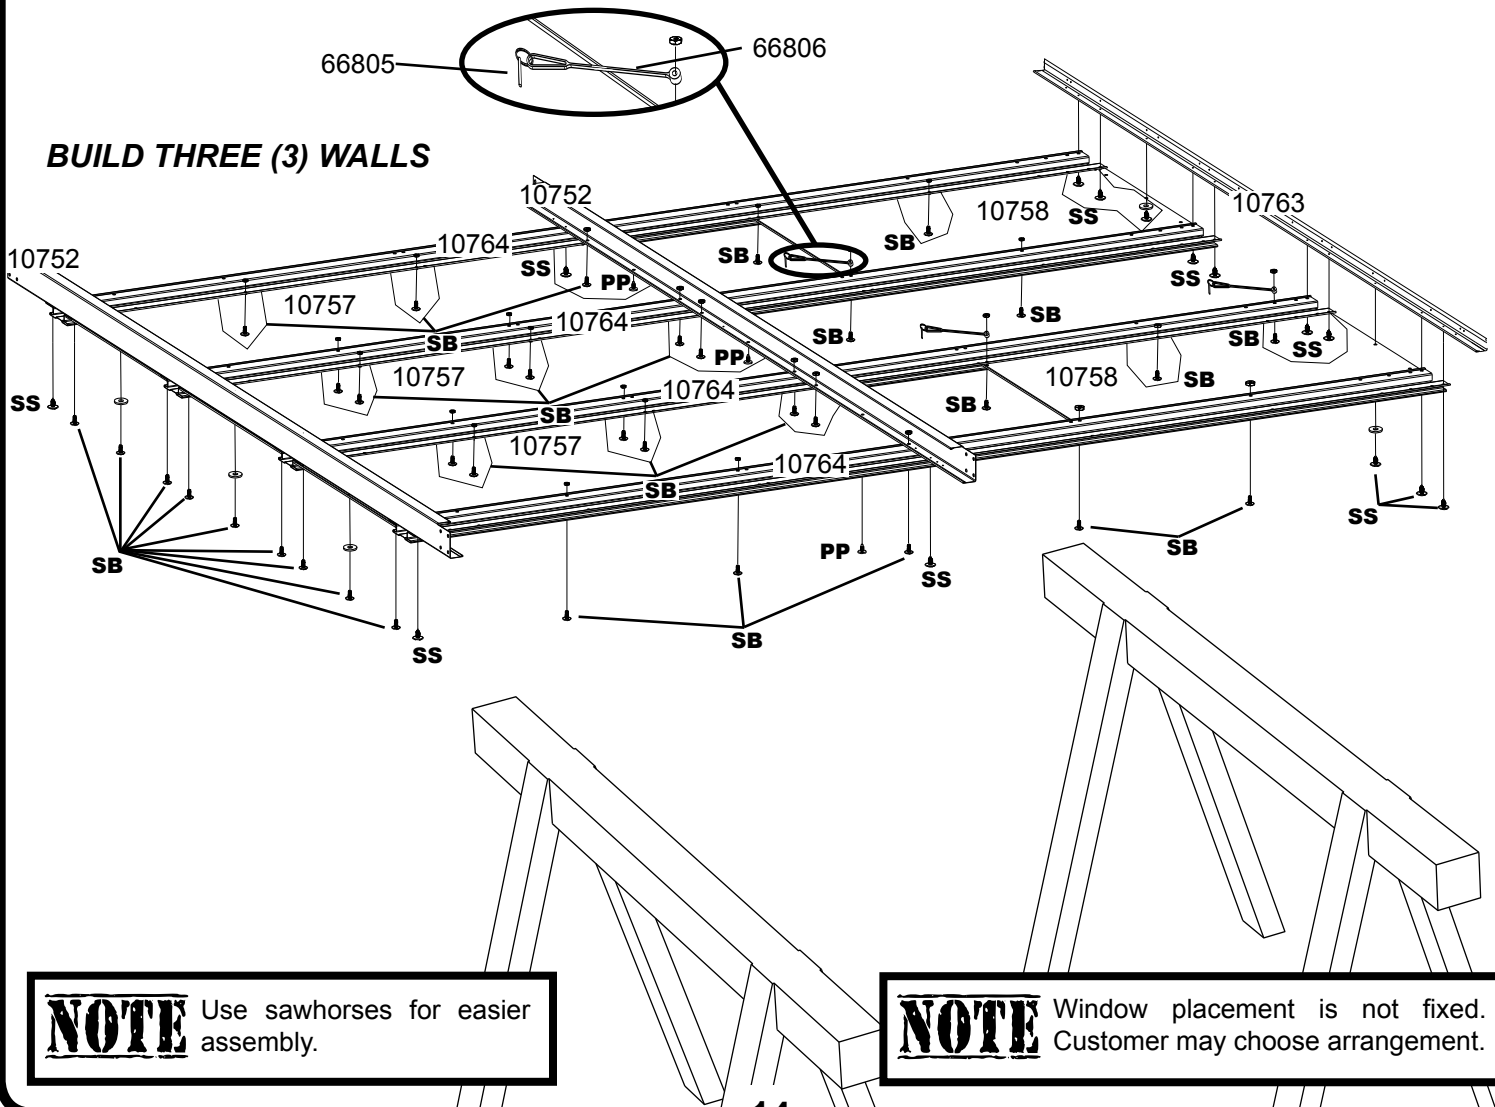 66805
66806
BUILD THREE (3) WALLS
10752
10763
10758
SS
SB
10764
10752
SB
SS
PP
SS
10757
10764
SB
SB
SB
SB
SS
10757
PP
10758
SB
SS
10764
SB
SB
10757
10764
SB
SS
SB
PP
SS
SB
SS
SB
SS
SB
NOTE Use sawhorses for easier
assembly.
NOTE Window placement is not fixed.
Customer may choose arrangement.